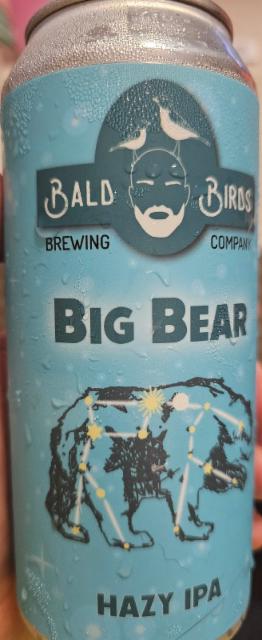 BALD BIRDS
BREWING COMPANY
BIG BEAR
HAZY IPA